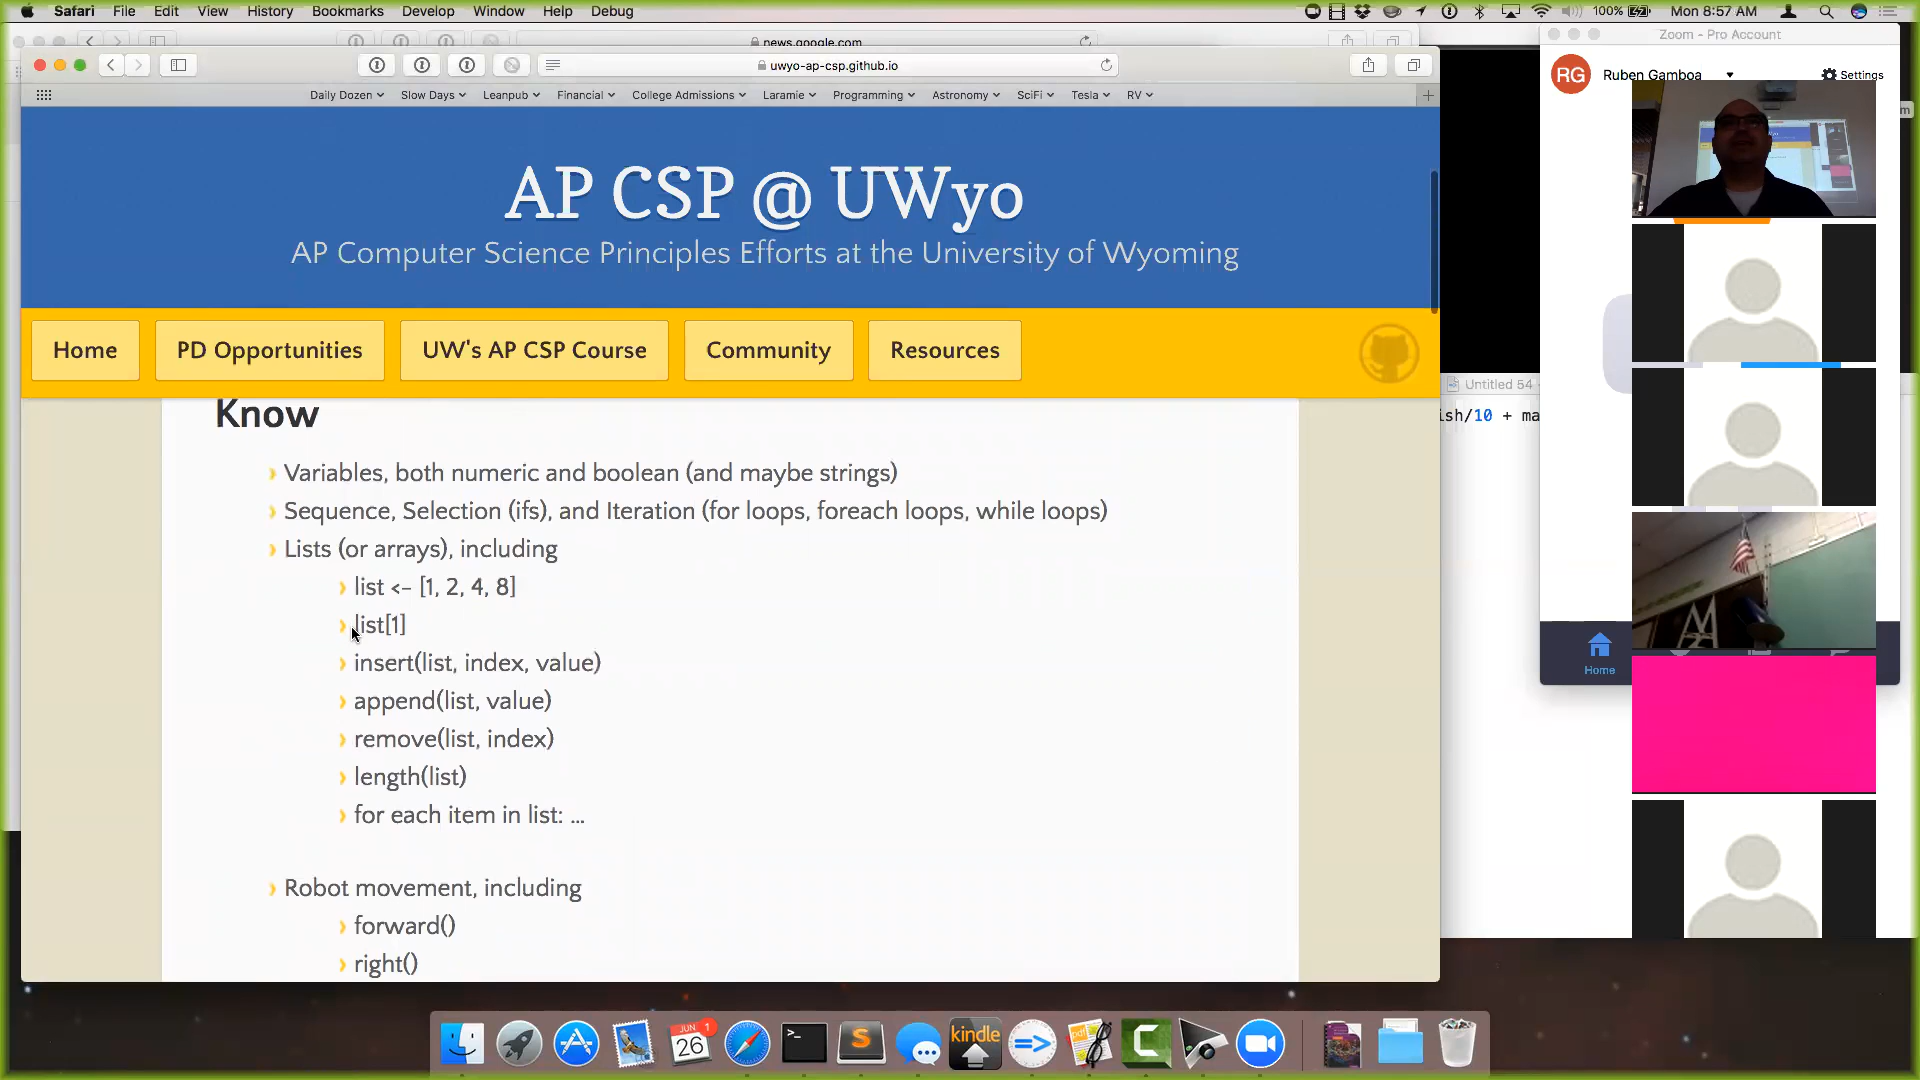 Safari File Edit View History Bookmarks Develop Window Help Debug
100% Mon 8:57 AM
news.google.com
Zoom - Pro Account
uwyo-ap-csp.github.io
RG Ruben Gamboa Settings
Daily Dozen Slow Days Leanpub Financial College Admissions Laramie Programming Astronomy SciFi Tesla RV
AP CSP @ UWyo
AP Computer Science Principles Efforts at the University of Wyoming
Home PD Opportunities UW's AP CSP Course Community Resources
Untitled 54
ish/10 + ma
Know
Variables, both numeric and boolean (and maybe strings)
Sequence, Selection (ifs), and Iteration (for loops, foreach loops, while loops)
Lists (or arrays), including
list <- [1, 2, 4, 8]
list[1]
insert(list, index, value)
append(list, value)
remove(list, index)
length(list)
for each item in list: ...
Robot movement, including
forward()
right()
Home
JUN 1
26
kindle